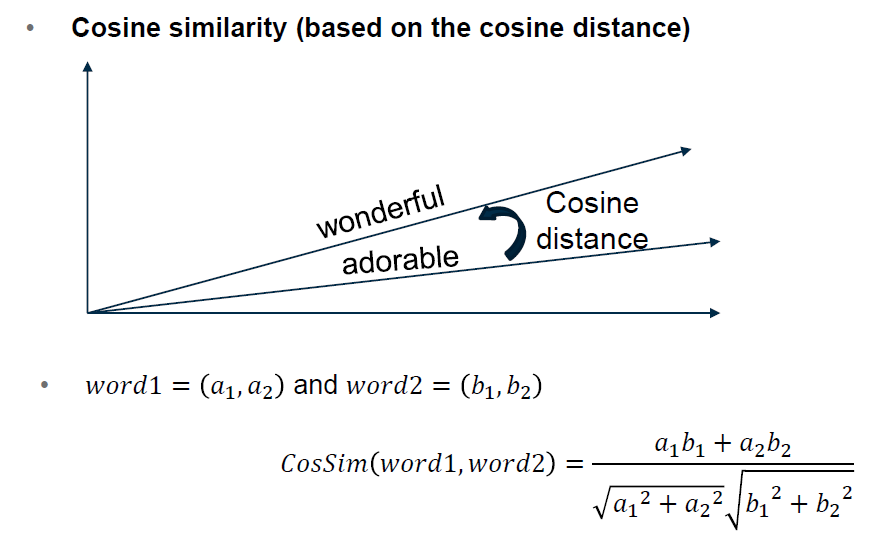 • Cosine similarity (based on the cosine distance)
wonderful
adorable
Cosine
distance
• 𝑤𝑜𝑟𝑑1 = (𝑎₁, 𝑎₂) and 𝑤𝑜𝑟𝑑2 = (𝑏₁, 𝑏₂)
𝐶𝑜𝑠𝑆𝑖𝑚(𝑤𝑜𝑟𝑑1, 𝑤𝑜𝑟𝑑2) =
𝑎₁𝑏₁ + 𝑎₂𝑏₂
√𝑎₁² + 𝑎₂² √𝑏₁² + 𝑏₂²